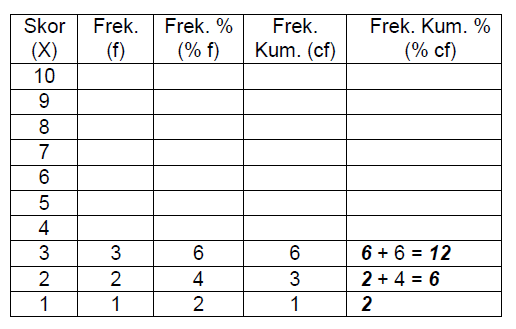 Skor (X) Frek. (f) Frek. % (% f) Frek. Kum. (cf) Frek. Kum. % (% cf)
10
9
8
7
6
5
4
3 3 6 6 6 + 6 = 12
2 2 4 3 2 + 4 = 6
1 1 2 1 2